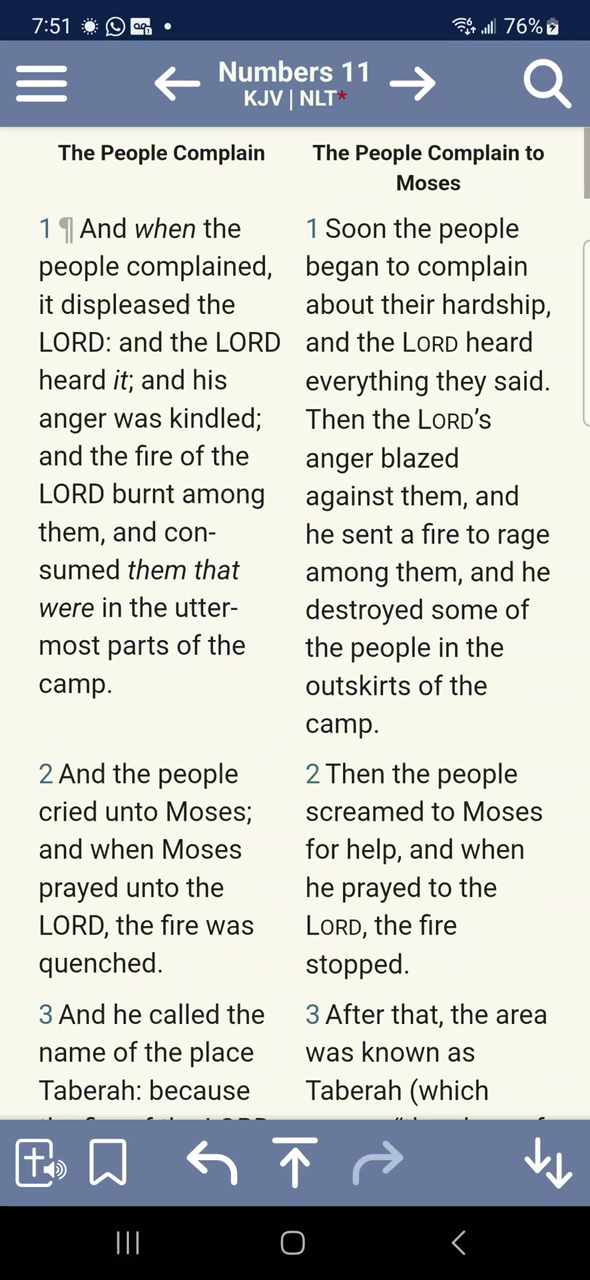 7:51
76%
Numbers 11
KJV | NLT*
The People Complain
1 ¶ And when the
people complained,
it displeased the
LORD: and the LORD
heard it; and his
anger was kindled;
and the fire of the
LORD burnt among
them, and con-
sumed them that
were in the utter-
most parts of the
camp.
2 And the people
cried unto Moses;
and when Moses
prayed unto the
LORD, the fire was
quenched.
3 And he called the
name of the place
Taberah: because
The People Complain to
Moses
1 Soon the people
began to complain
about their hardship,
and the LORD heard
everything they said.
Then the LORD’s
anger blazed
against them, and
he sent a fire to rage
among them, and he
destroyed some of
the people in the
outskirts of the
camp.
2 Then the people
screamed to Moses
for help, and when
he prayed to the
LORD, the fire
stopped.
3 After that, the area
was known as
Taberah (which